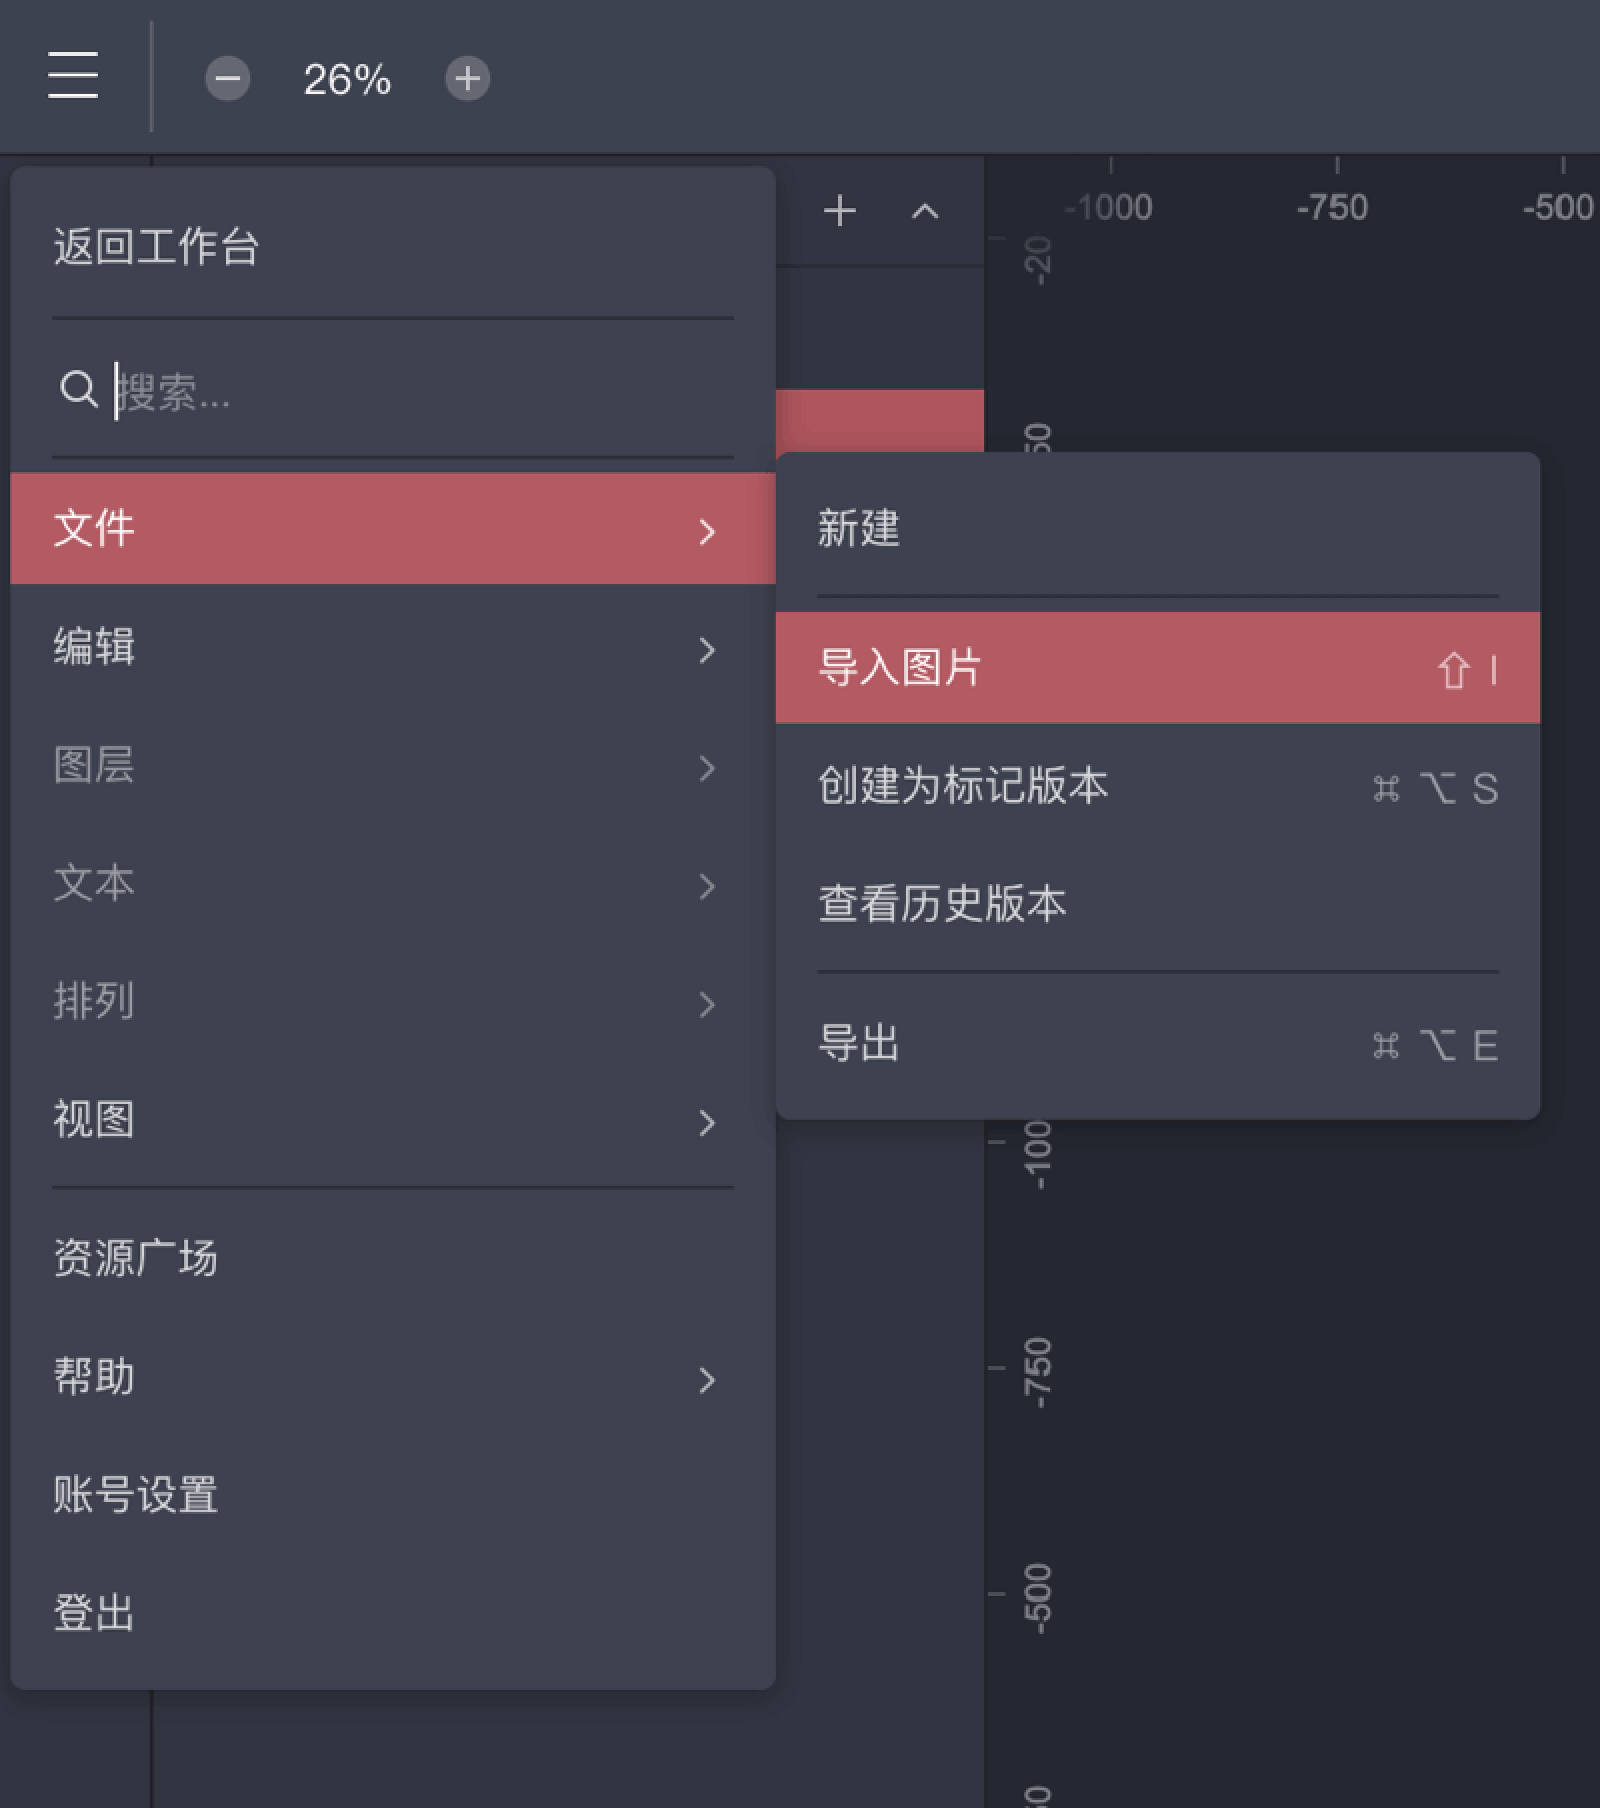 26%
-1000 -750 -500
返回工作台
-20
搜索...
50
文件
新建
编辑
导入图片 ⇧ I
图层
创建为标记版本 ⌘ ⌥ S
文本
查看历史版本
排列
导出 ⌘ ⌥ E
视图
-100
资源广场
帮助
-750
账号设置
-500
登出